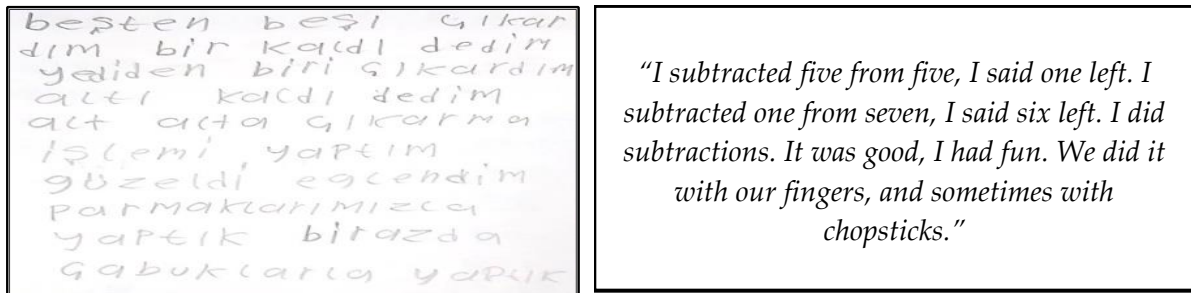 beşten beşi çıkar
dım bir kaldı dedim
yediden biri çıkardım
altı kaldı dedim
alt alta çıkarma
işlemi yaptım
güzeldi eğlendim
parmaklarımızla
yaptık birazda
çabuklarla yaptık
“I subtracted five from five, I said one left. I
subtracted one from seven, I said six left. I did
subtractions. It was good, I had fun. We did it
with our fingers, and sometimes with
chopsticks.”